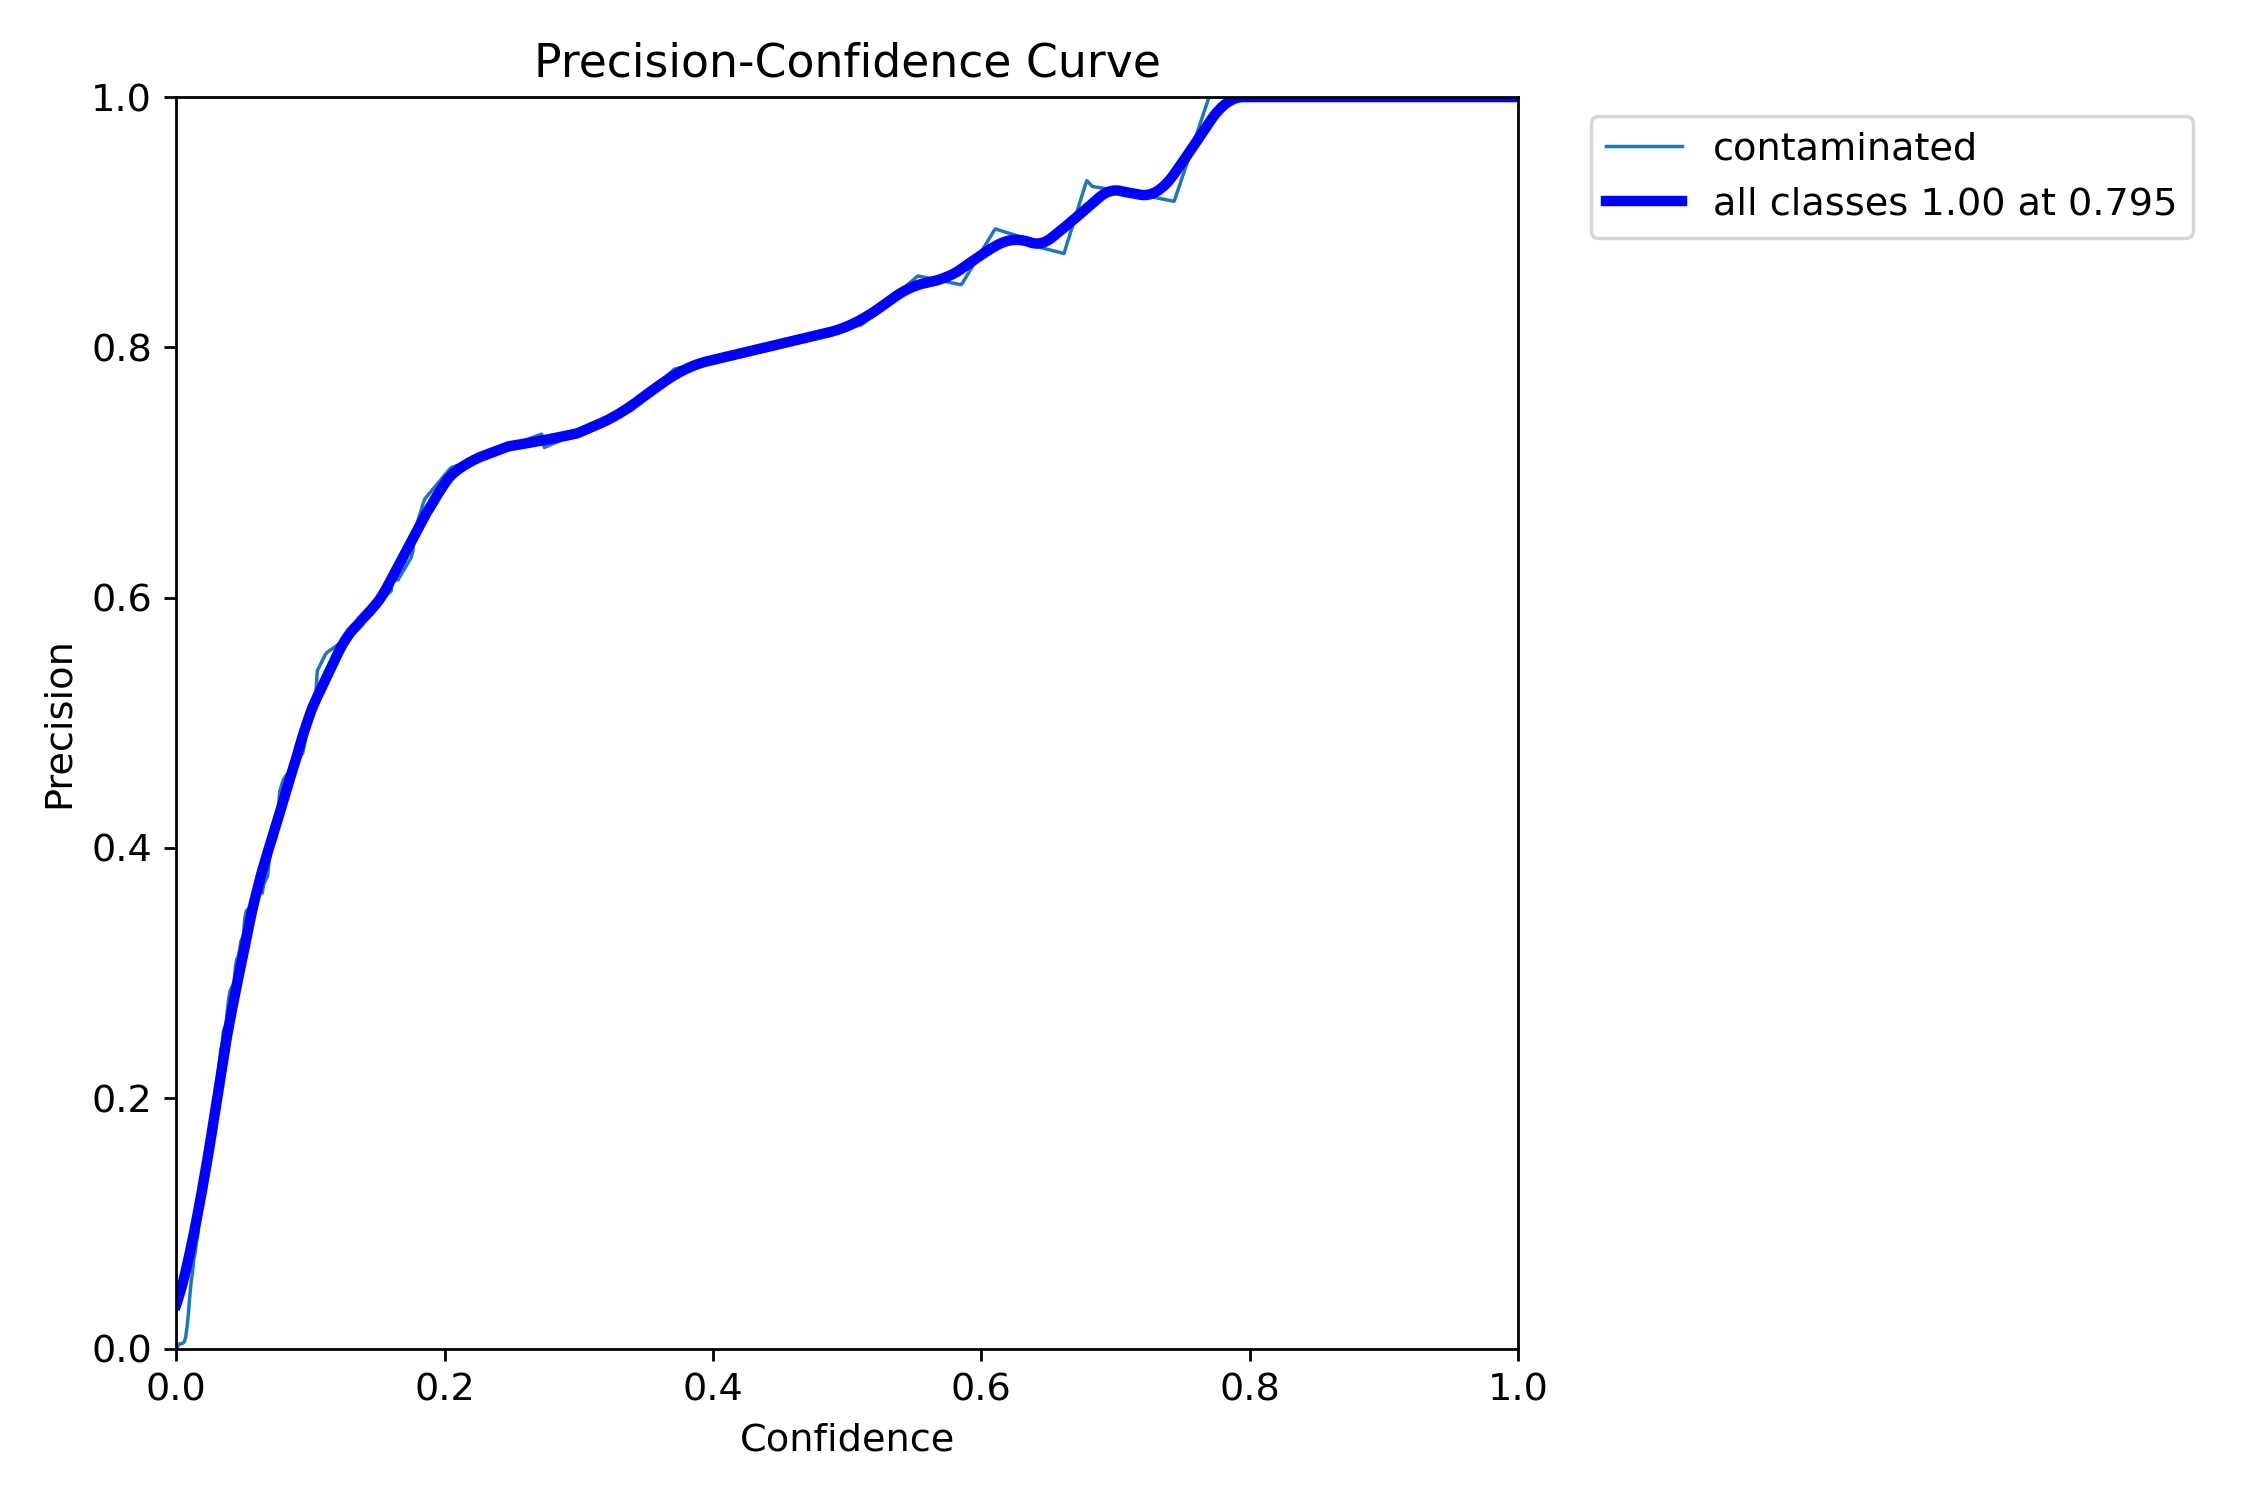 Precision-Confidence Curve
1.0
0.8
0.6
0.4
0.2
0.0
Precision
0.0 0.2 0.4 0.6 0.8 1.0
Confidence
contaminated
all classes 1.00 at 0.795